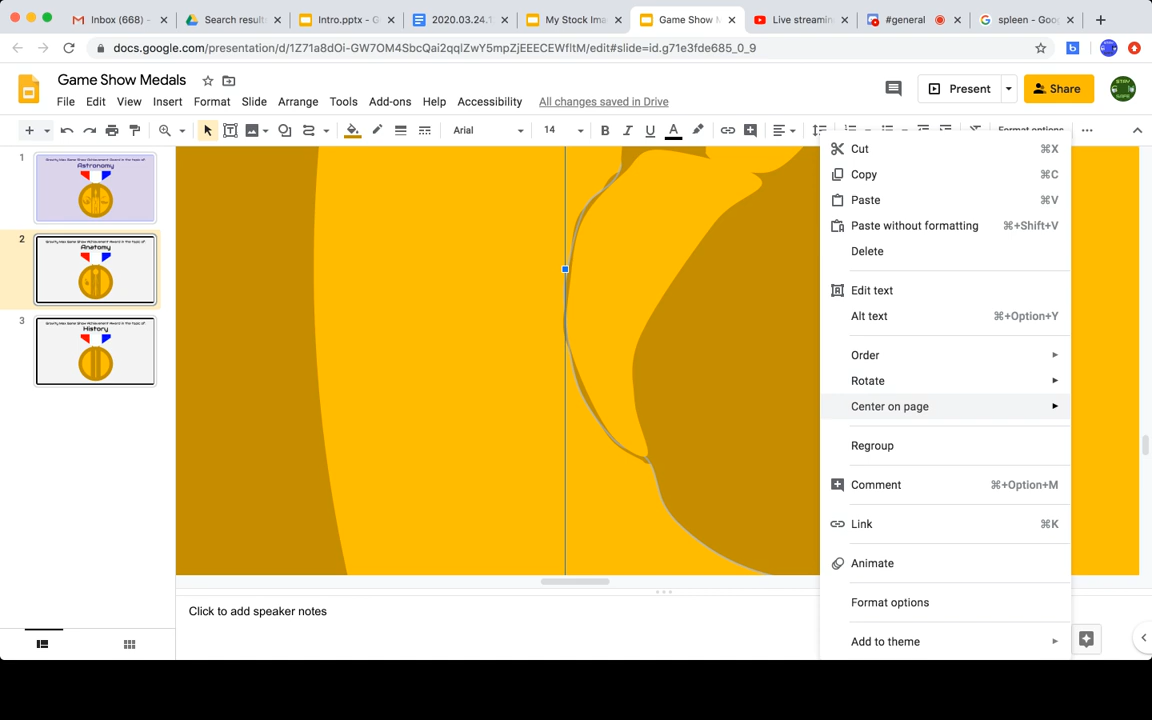 Inbox (668) -
Search result
Intro.pptx - G
2020.03.24.1
My Stock Ima
Game Show M
Live streamin
#general
spleen - Goo
docs.google.com/presentation/d/1Z71a8dOi-GW7OM4SbcQai2qqlZwY5mpZjEEECEWfltM/edit#slide=id.g71e3fde685_0_9
Game Show Medals
File Edit View Insert Format Slide Arrange Tools Add-ons Help Accessibility All changes saved in Drive
Present
Share
Arial 14 B I U A Format options
1
Astronomy
2
Anatomy
3
History
Cut ⌘X
Copy ⌘C
Paste ⌘V
Paste without formatting ⌘+Shift+V
Delete
Edit text
Alt text ⌘+Option+Y
Order
Rotate
Center on page
Regroup
Comment ⌘+Option+M
Link ⌘K
Animate
Format options
Add to theme
Click to add speaker notes